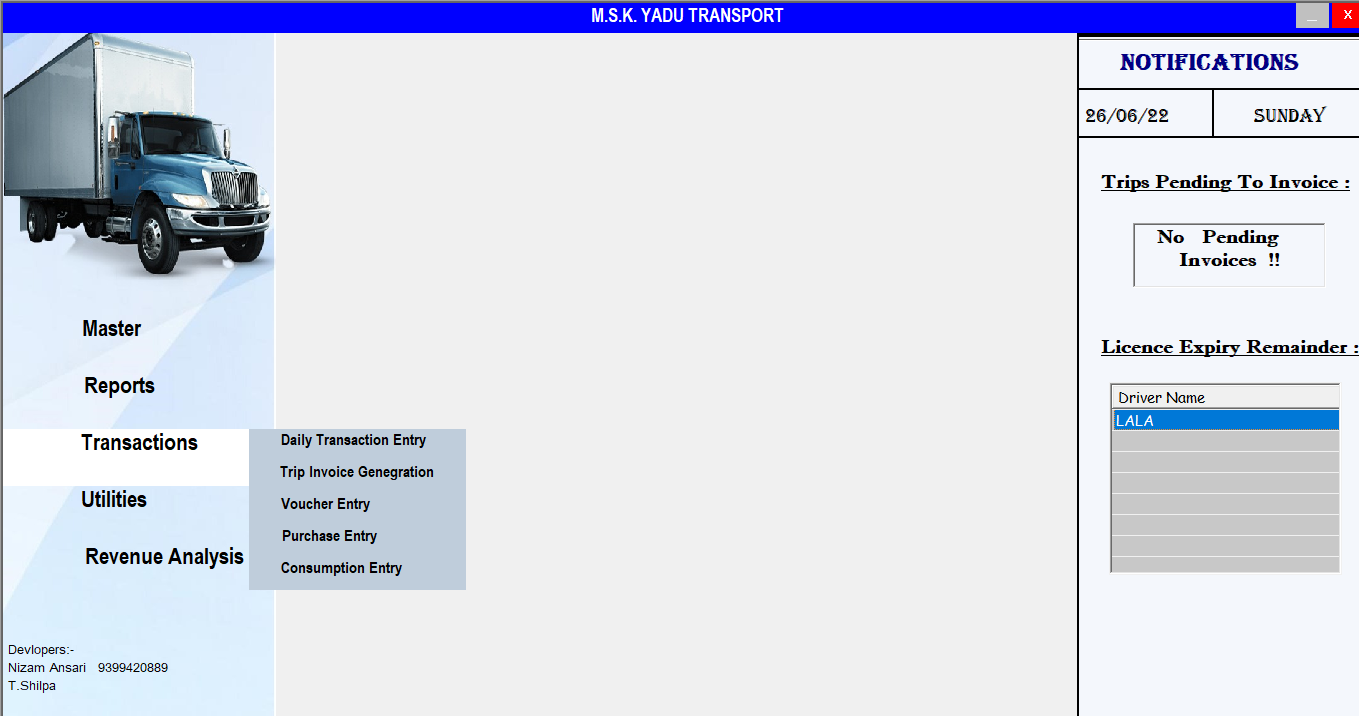 M.S.K. YADU TRANSPORT
_ X
NOTIFICATIONS
26/06/22 SUNDAY
Trips Pending To Invoice :
No Pending
Invoices !!
Licence Expiry Remainder :
Driver Name
LALA
Master
Reports
Transactions
Utilities
Revenue Analysis
Daily Transaction Entry
Trip Invoice Genegration
Voucher Entry
Purchase Entry
Consumption Entry
Devlopers:-
Nizam Ansari 9399420889
T.Shilpa